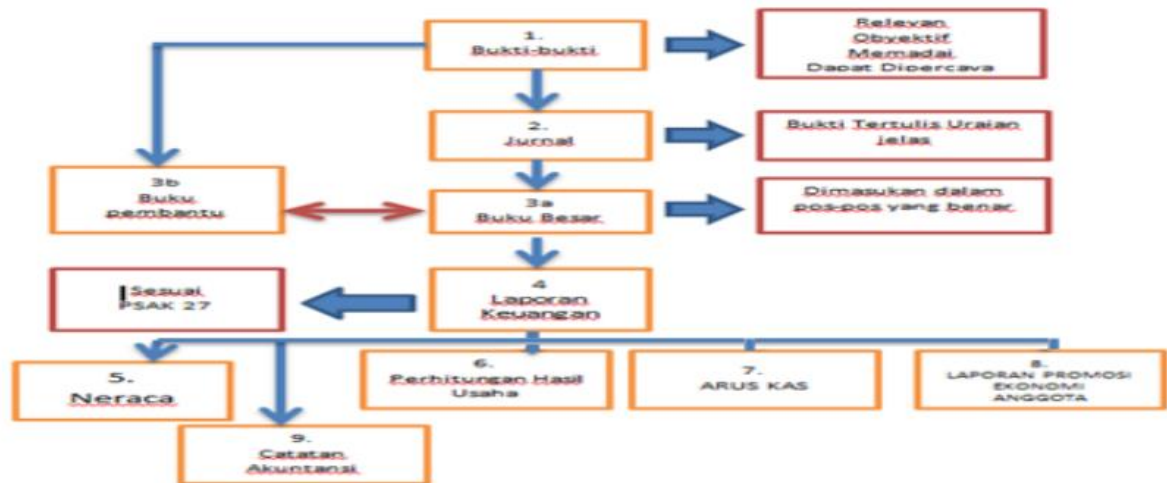 1.
Bukti-bukti
Relevan
Obyektif
Memadai
Dapat Dipercaya
2.
Jurnal
Bukti Tertulis Uraian
jelas
3b
Buku
pembantu
3a
Buku Besar
Dimasukan dalam
pos-pos yang benar
Sesuai
PSAK 27
4
Laporan
Keuangan
5.
Neraca
6.
Perhitungan Hasil
Usaha
7.
ARUS KAS
8.
LAPORAN PROMOSI
EKONOMI
ANGGOTA
9.
Catatan
Akuntansi